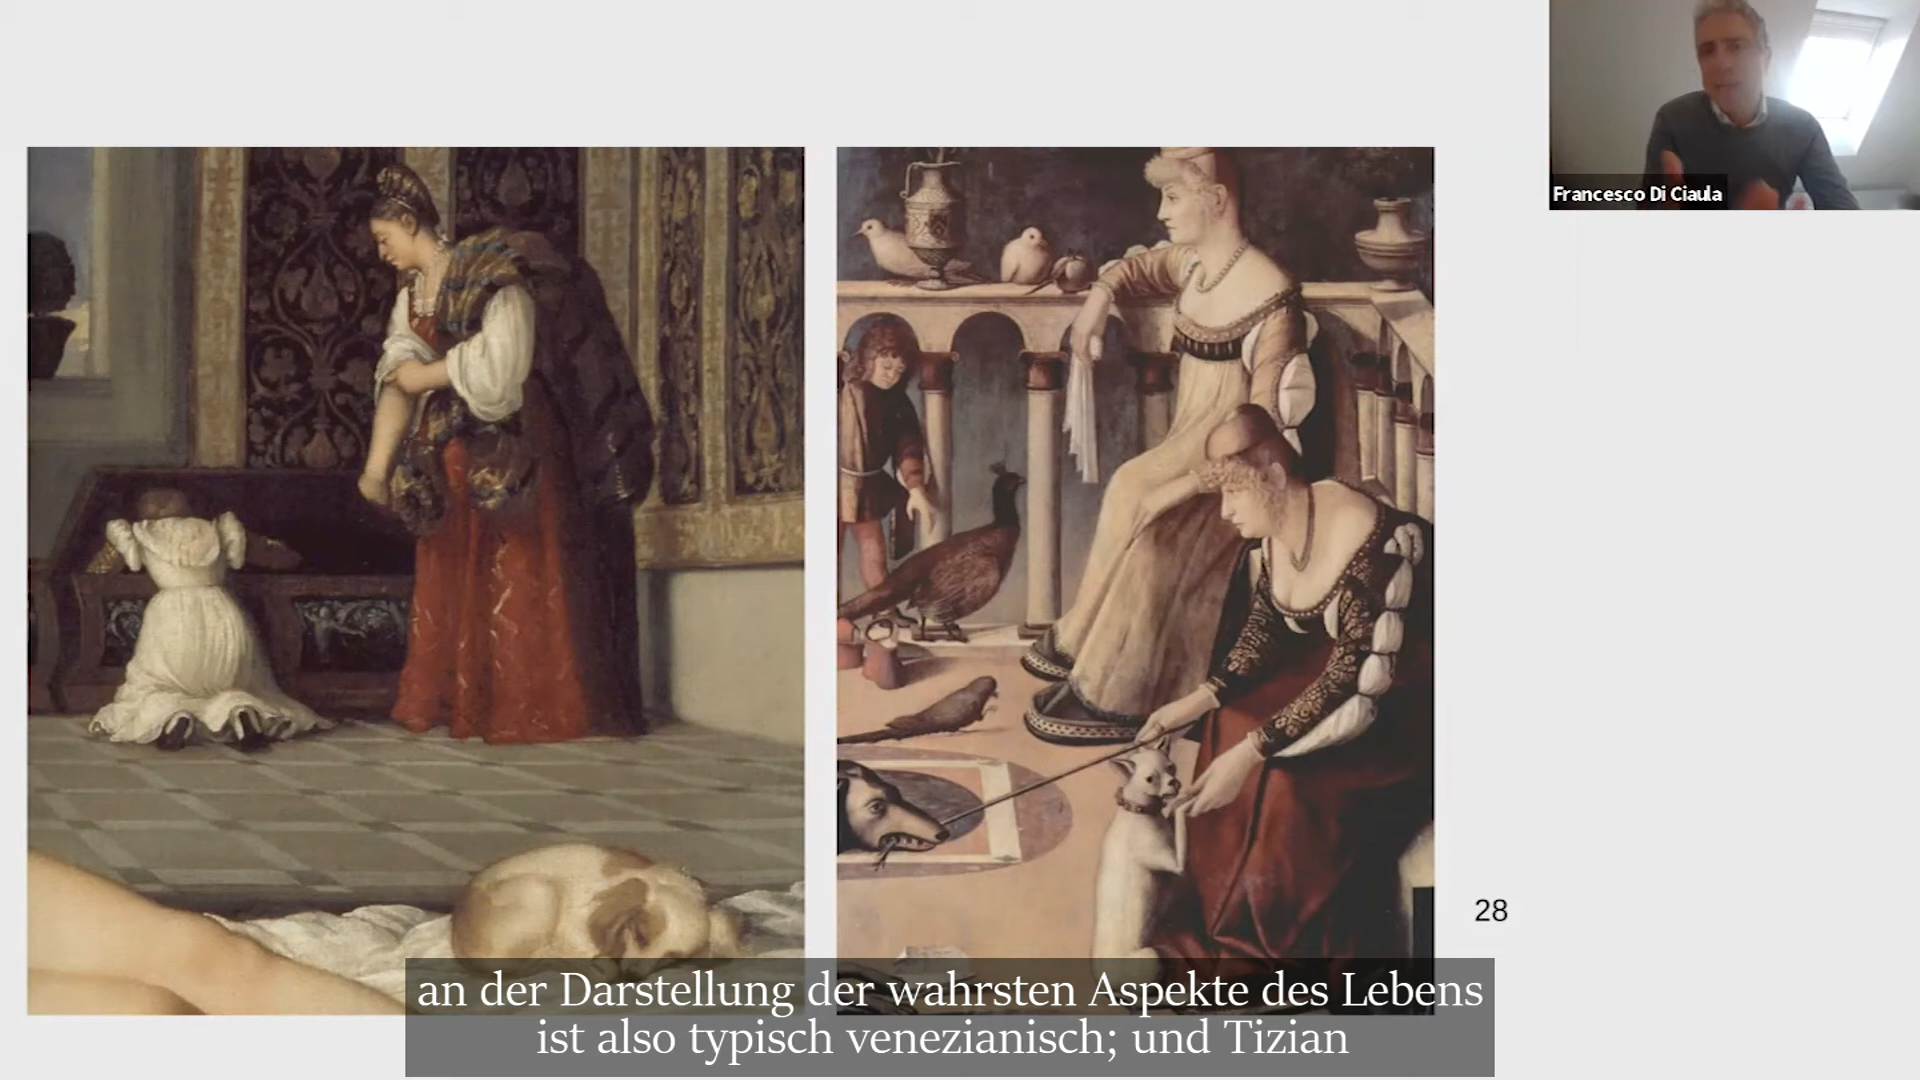 Francesco Di Ciaula
28
an der Darstellung der wahrsten Aspekte des Lebens
ist also typisch venezianisch; und Tizian